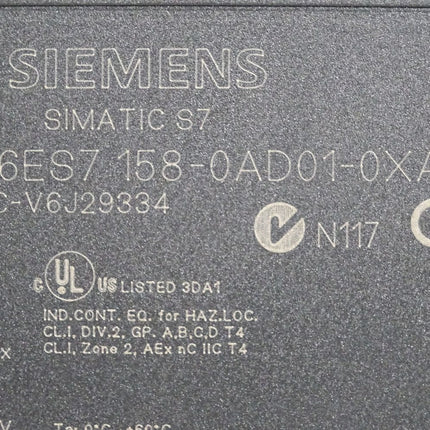 SIEMENS
SIMATIC S7
6ES7 158-0AD01-0XA
C-V6J29334
N117
C UL US LISTED 3DA1
IND.CONT. EQ. for HAZ.LOC.
CL.I, DIV.2, GP. A,B,C,D T4
CL.I, Zone 2, AEx nC IIC T4
x
V